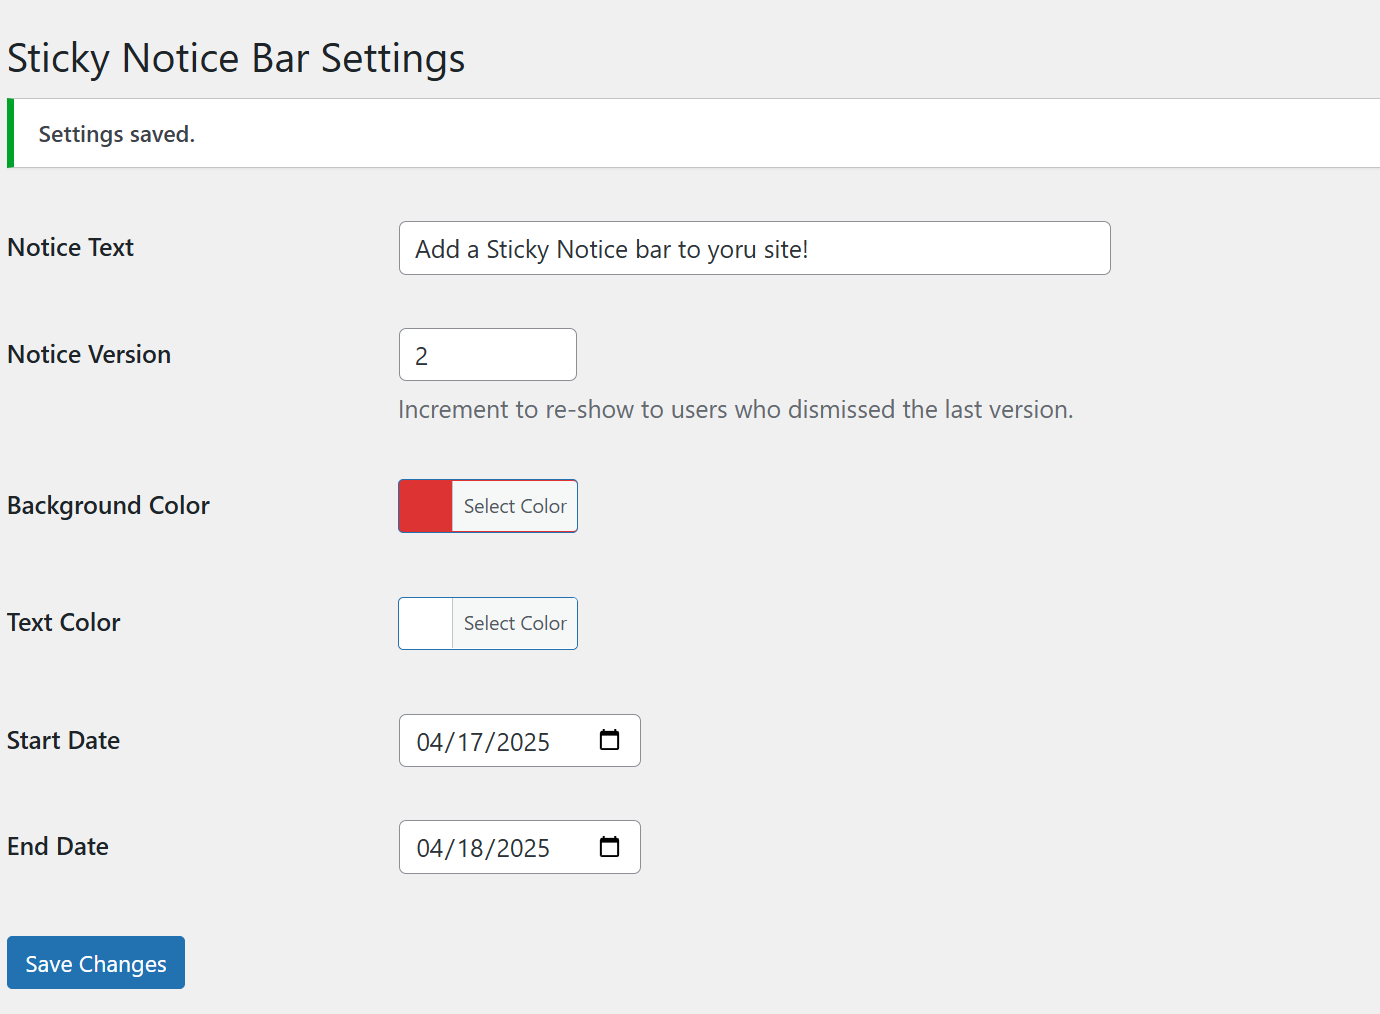 Sticky Notice Bar Settings
Settings saved.
Notice Text
Add a Sticky Notice bar to yoru site!
Notice Version
2
Increment to re-show to users who dismissed the last version.
Background Color
Select Color
Text Color
Select Color
Start Date
04/17/2025
End Date
04/18/2025
Save Changes